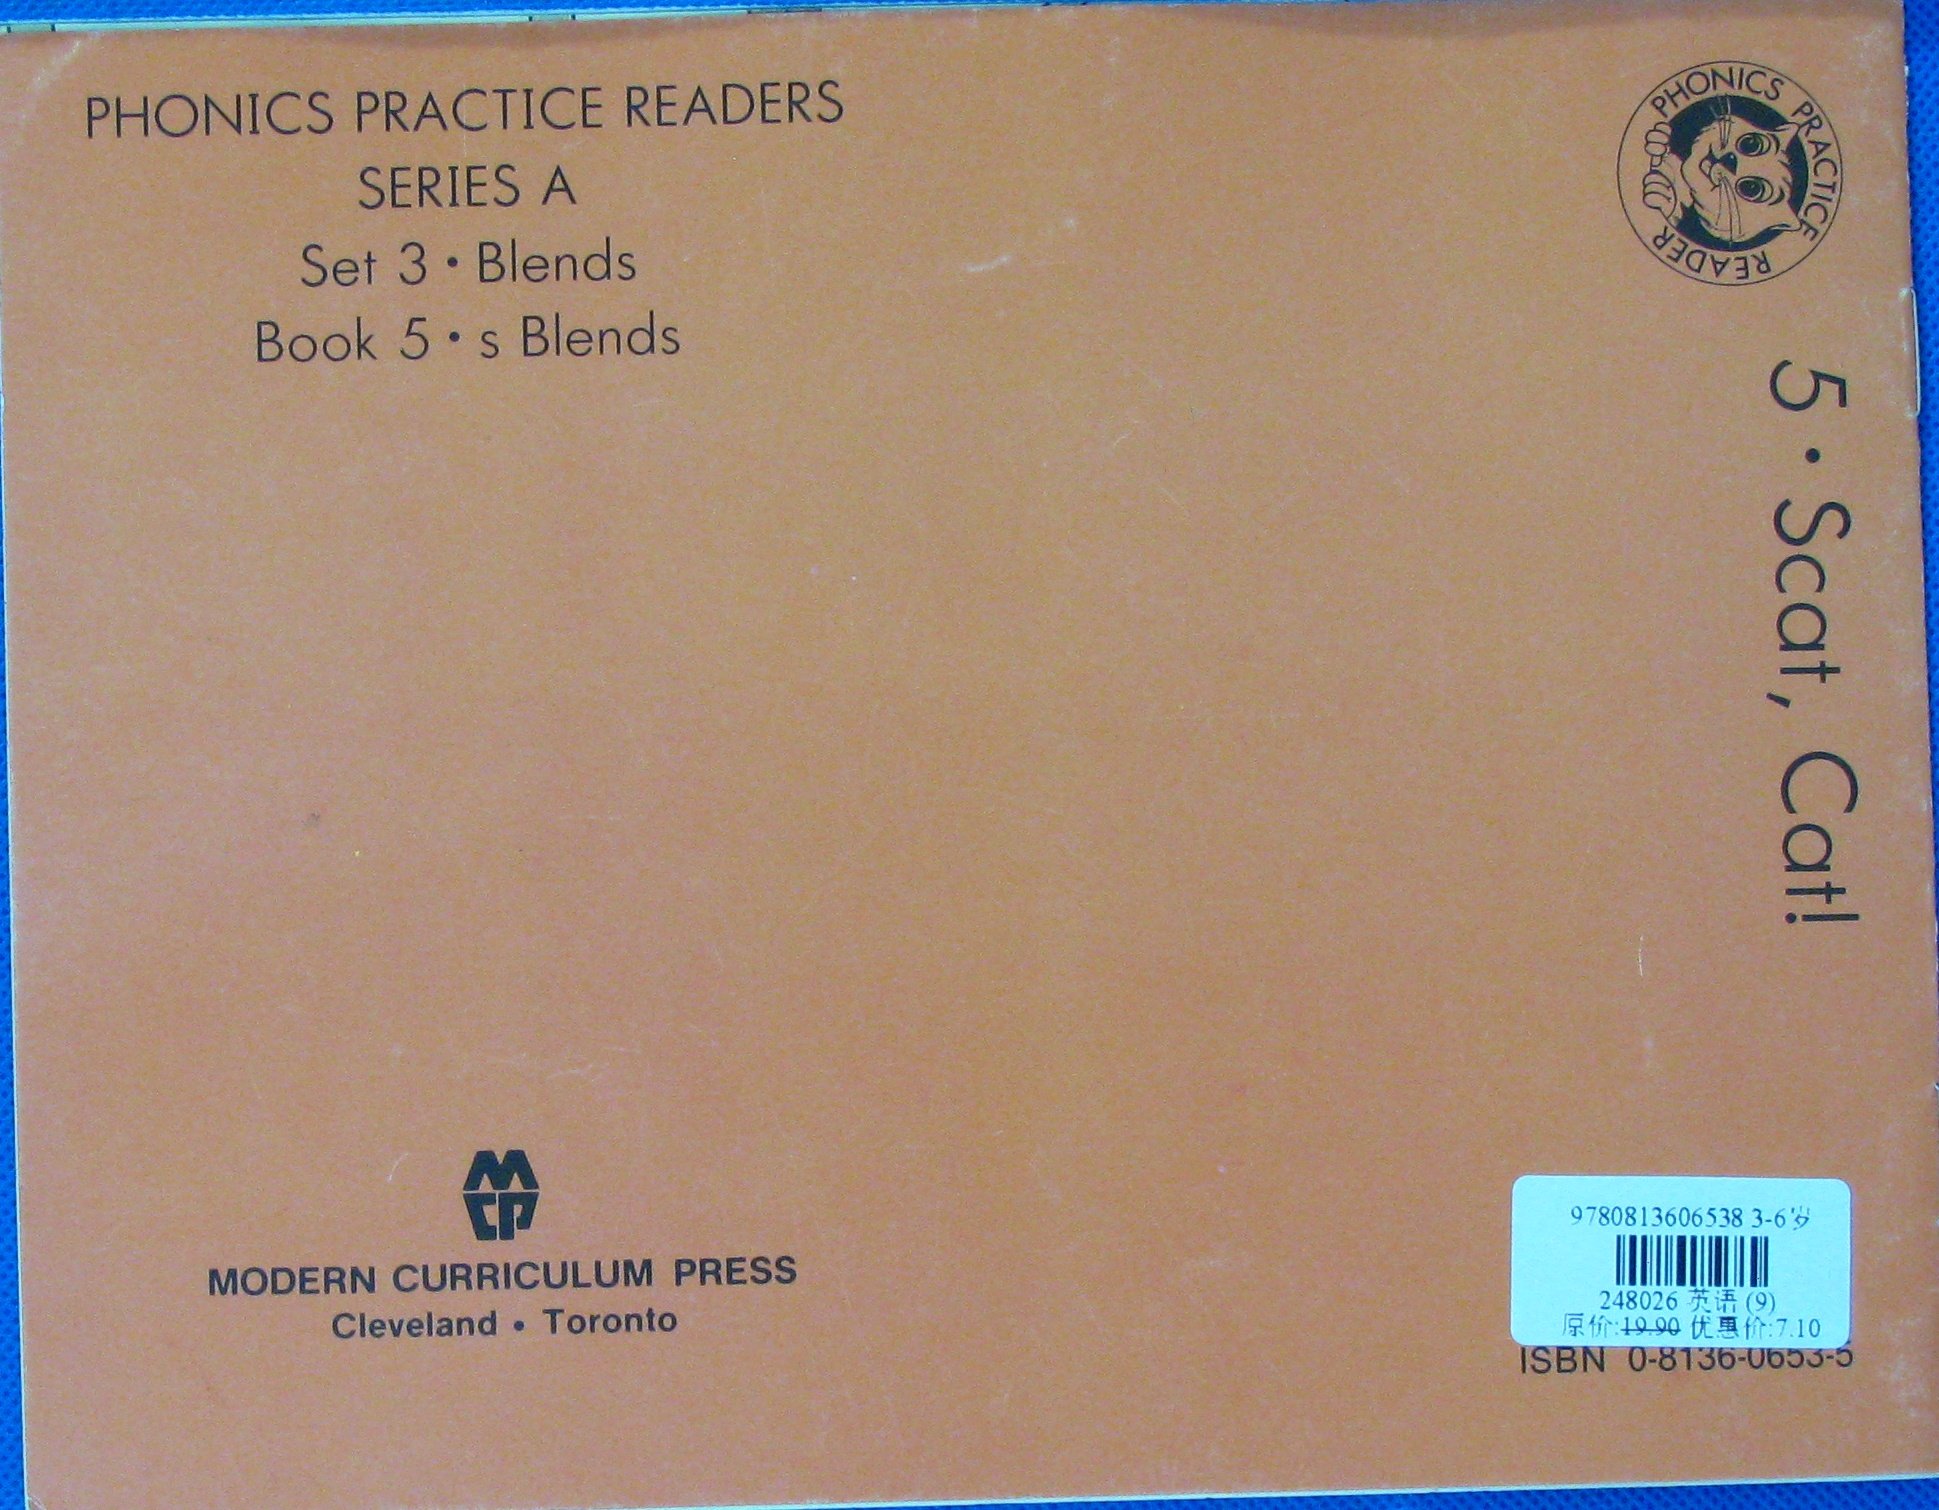 PHONICS PRACTICE READERS
SERIES A
Set 3 • Blends
Book 5 • s Blends
PHONICS PRACTICE READER
5 • Scat, Cat!
MCP
MODERN CURRICULUM PRESS
Cleveland • Toronto
9780813606538 3-6岁
248026 英语 (9)
原价:19.90 优惠价:7.10
ISBN 0-8136-0653-5